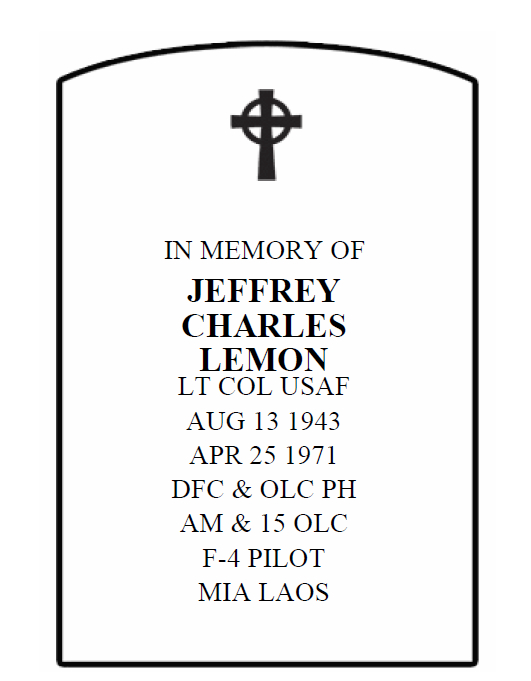 IN MEMORY OF
JEFFREY
CHARLES
LEMON
LT COL USAF
AUG 13 1943
APR 25 1971
DFC & OLC PH
AM & 15 OLC
F-4 PILOT
MIA LAOS